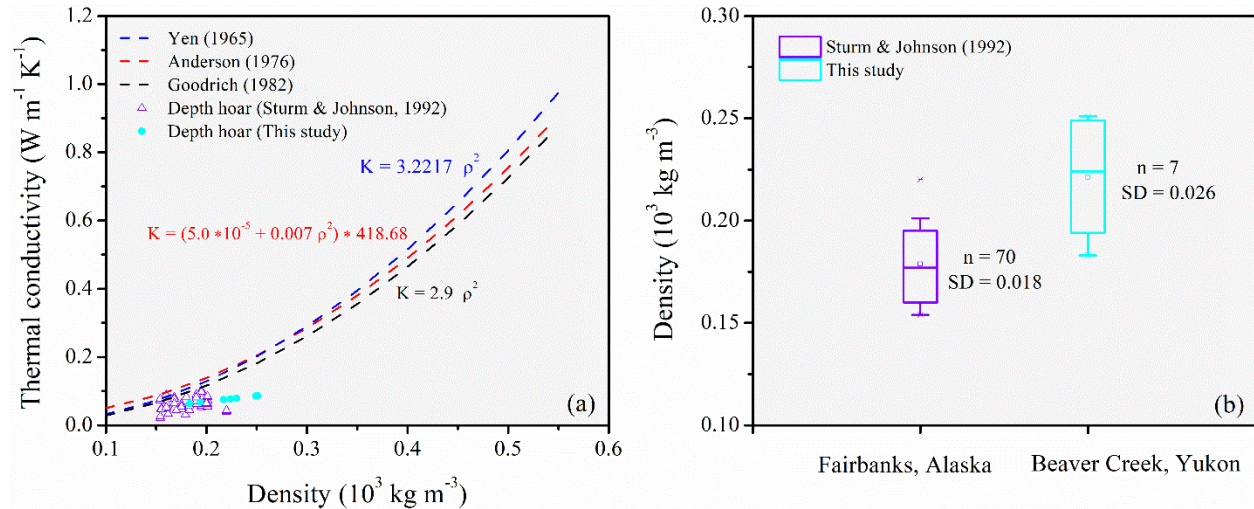 1.2
1.0
0.8
0.6
0.4
0.2
0.0
Thermal conductivity (W m⁻¹ K⁻¹)
Yen (1965)
Anderson (1976)
Goodrich (1982)
Depth hoar (Sturm & Johnson, 1992)
Depth hoar (This study)
K = 3.2217 ρ²
K = (5.0 *10⁻⁵ + 0.007 ρ²) * 418.68
K = 2.9 ρ²
(a)
0.1 0.2 0.3 0.4 0.5 0.6
Density (10³ kg m⁻³)
0.30
0.25
0.20
0.15
0.10
Density (10³ kg m⁻³)
Sturm & Johnson (1992)
This study
n = 7
SD = 0.026
n = 70
SD = 0.018
(b)
Fairbanks, Alaska
Beaver Creek, Yukon